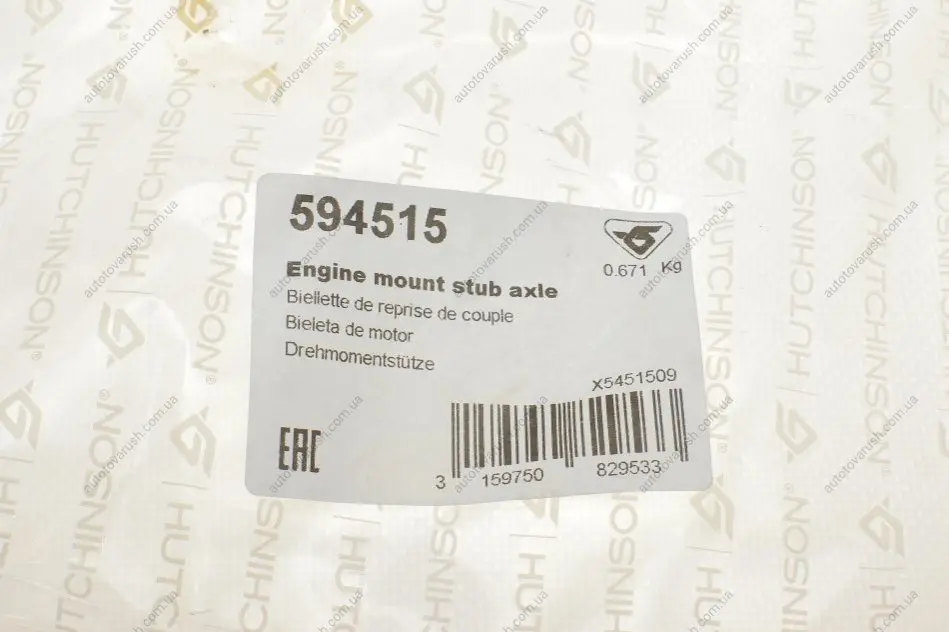 594515
0.671 Kg
Engine mount stub axle
Biellette de reprise de couple
Bieleta de motor
Drehmomentstütze
X5451509
EAC
3 159750 829533
HUTCHINSON®
autotovarush.com.ua